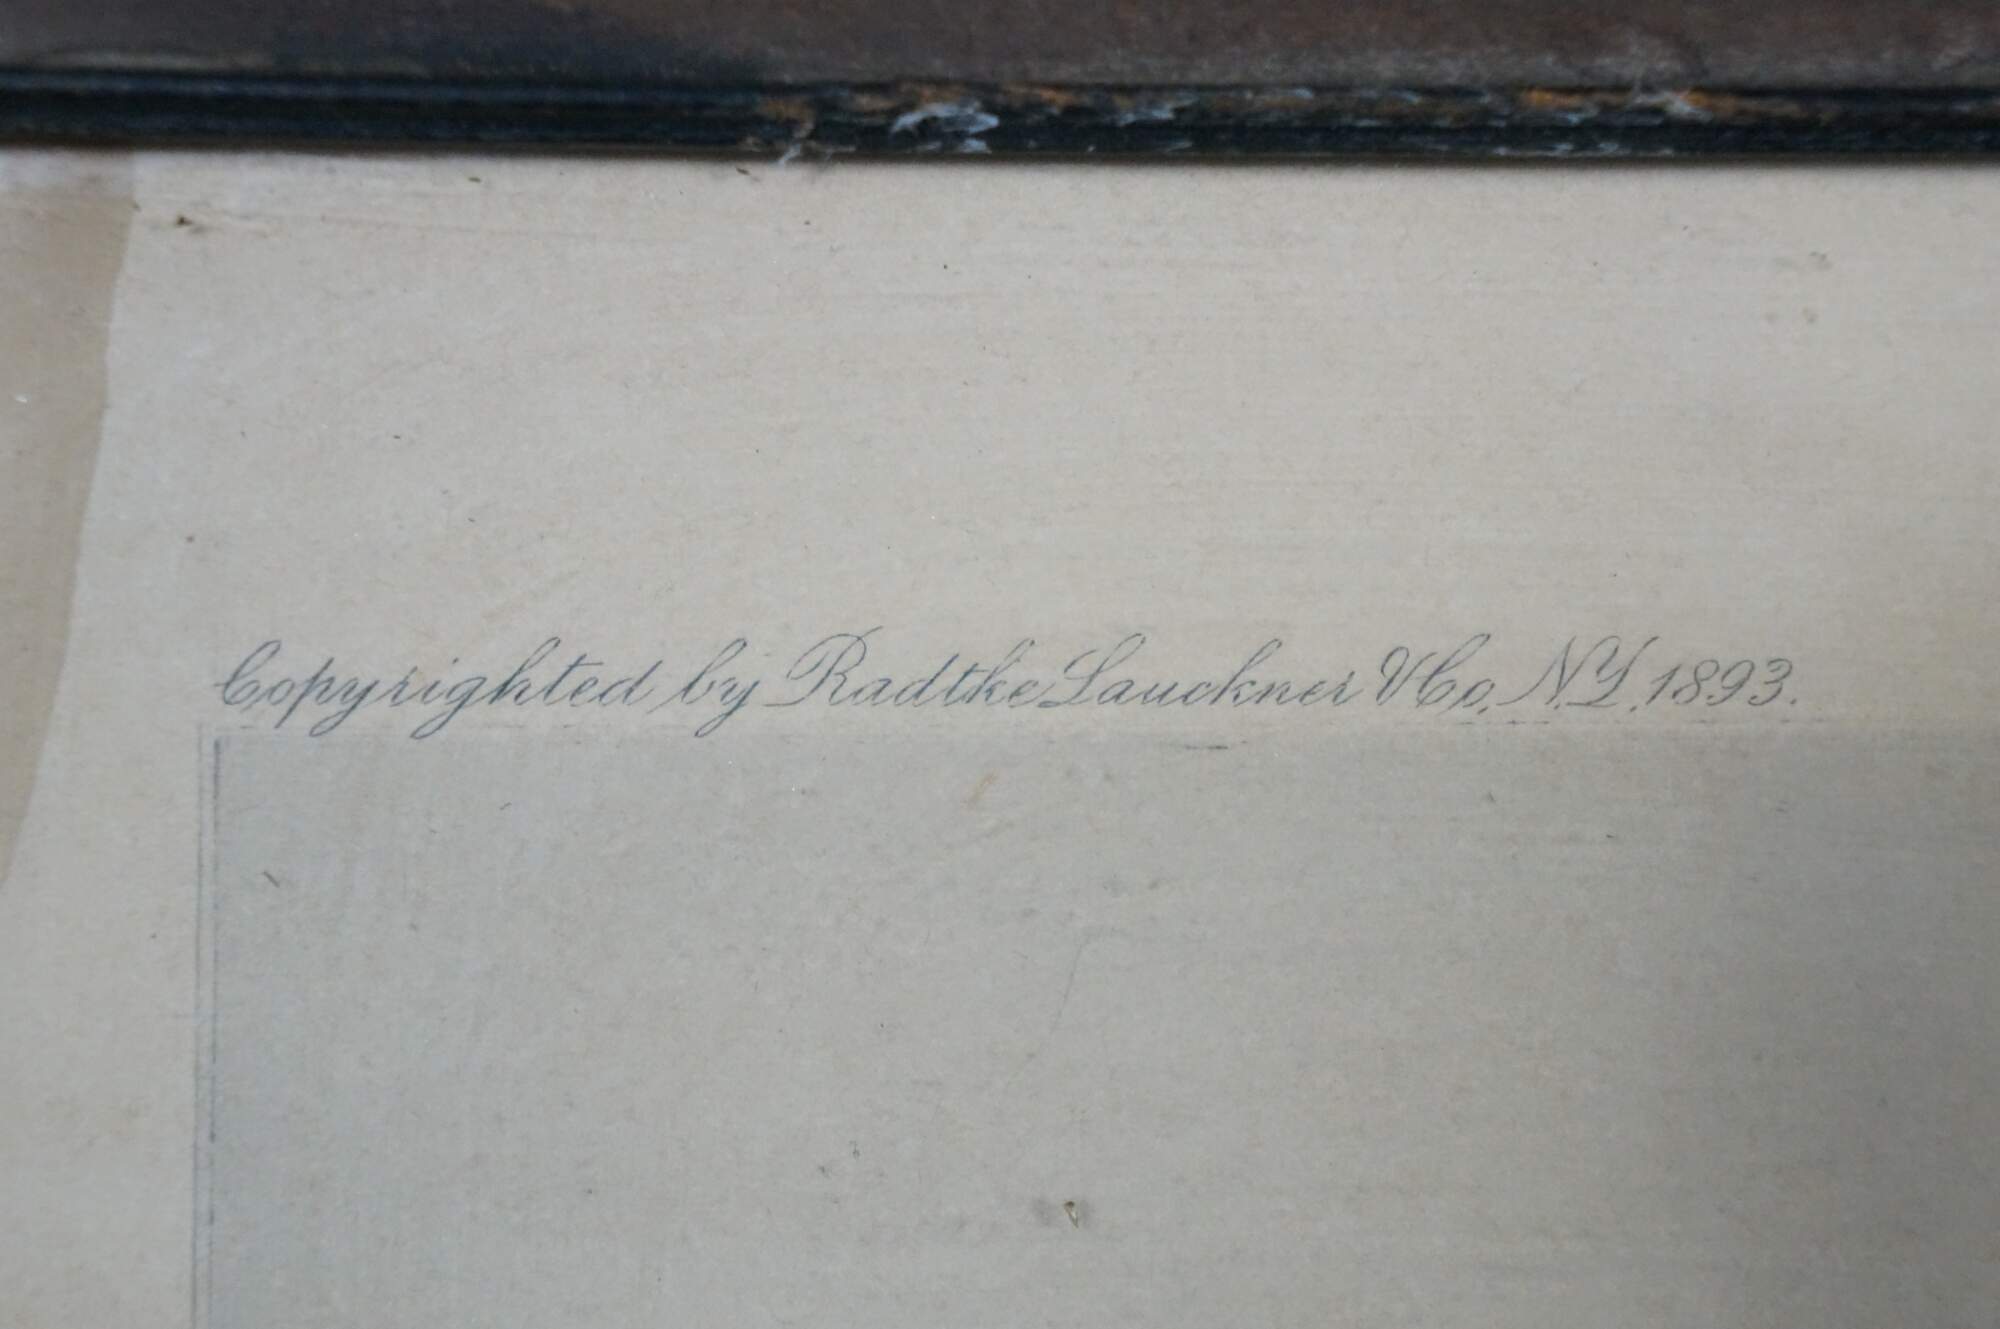 Copyrighted by Radtke Lauckner & Co. N.Y. 1893.